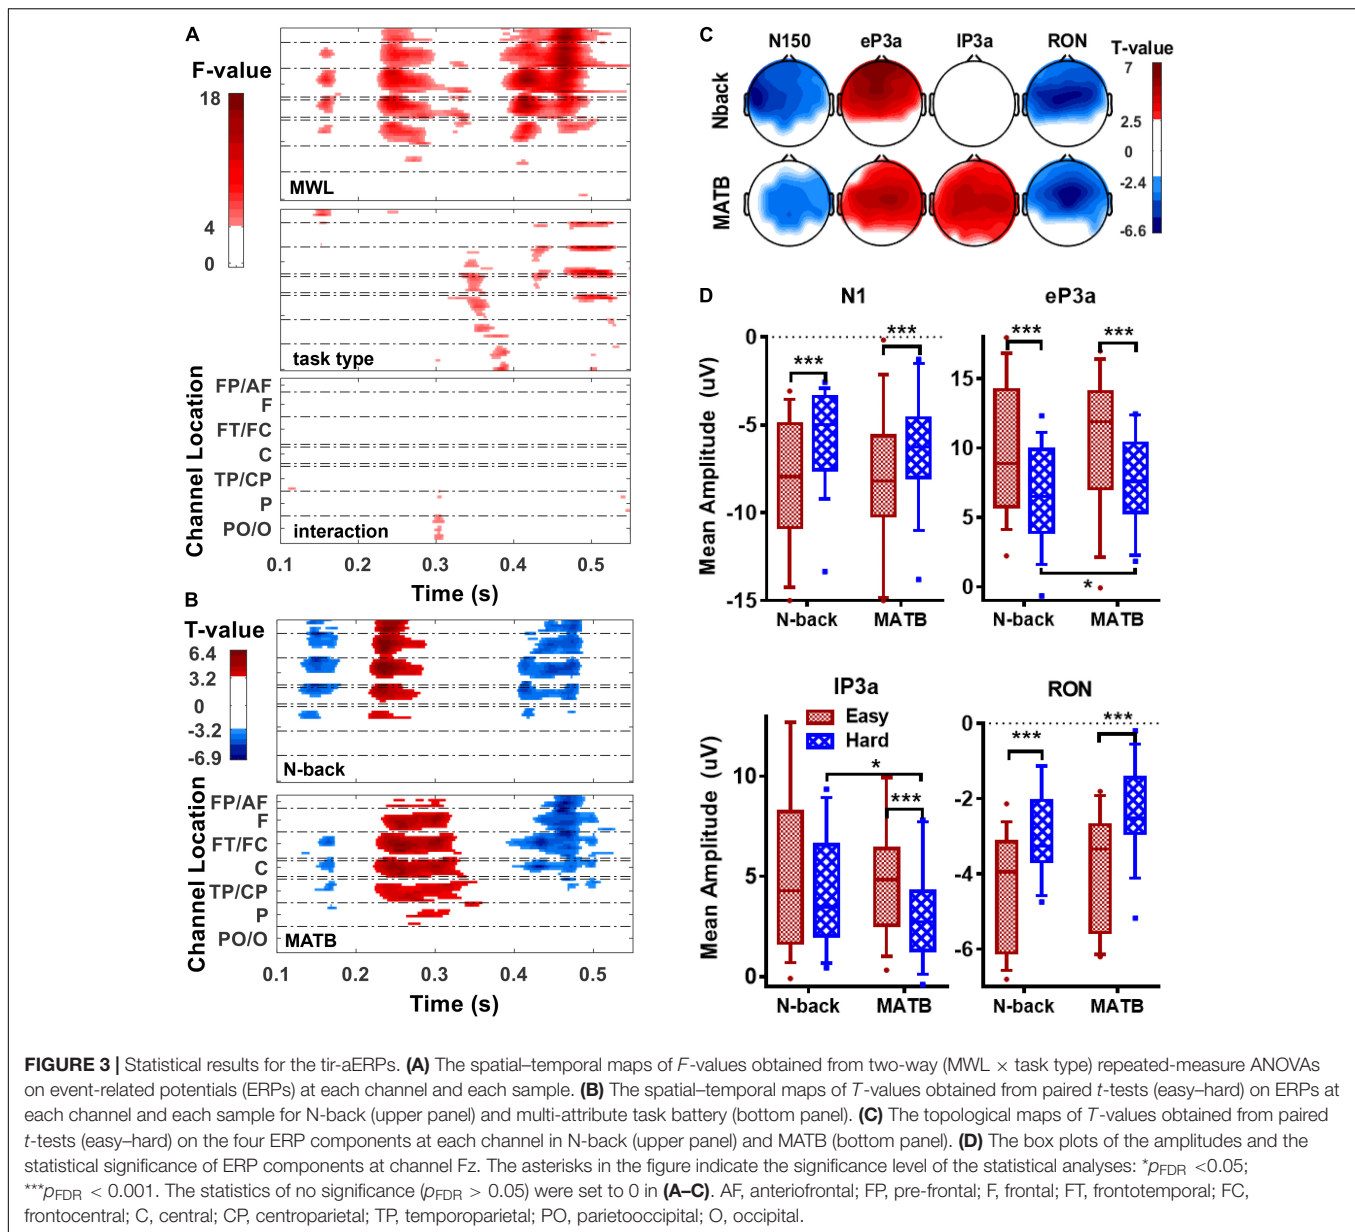 A
F-value
18
4
0
MWL
task type
Channel Location
FP/AF
F
FT/FC
C
TP/CP
P
PO/O
interaction
0.1 0.2 0.3 0.4 0.5
Time (s)
B
T-value
6.4
3.2
0
-3.2
-6.9
N-back
Channel Location
FP/AF
F
FT/FC
C
TP/CP
P
PO/O
MATB
0.1 0.2 0.3 0.4 0.5
Time (s)
C
N150 eP3a lP3a RON
T-value
7
2.5
0
-2.4
-6.6
Nback
MATB
D
N1
Mean Amplitude (uV)
0
-5
-10
-15
*** ***
N-back MATB
eP3a
15
10
5
0
*** ***
*
N-back MATB
lP3a
Mean Amplitude (uV)
10
5
0
Easy
Hard
*
***
N-back MATB
RON
0
-2
-4
-6
*** ***
N-back MATB
FIGURE 3 | Statistical results for the tir-aERPs. (A) The spatial–temporal maps of F-values obtained from two-way (MWL × task type) repeated-measure ANOVAs
on event-related potentials (ERPs) at each channel and each sample. (B) The spatial–temporal maps of T-values obtained from paired t-tests (easy–hard) on ERPs at
each channel and each sample for N-back (upper panel) and multi-attribute task battery (bottom panel). (C) The topological maps of T-values obtained from paired
t-tests (easy–hard) on the four ERP components at each channel in N-back (upper panel) and MATB (bottom panel). (D) The box plots of the amplitudes and the
statistical significance of ERP components at channel Fz. The asterisks in the figure indicate the significance level of the statistical analyses: *pFDR <0.05;
***pFDR < 0.001. The statistics of no significance (pFDR > 0.05) were set to 0 in (A–C). AF, anteriofrontal; FP, pre-frontal; F, frontal; FT, frontotemporal; FC,
frontocentral; C, central; CP, centroparietal; TP, temporoparietal; PO, parietooccipital; O, occipital.